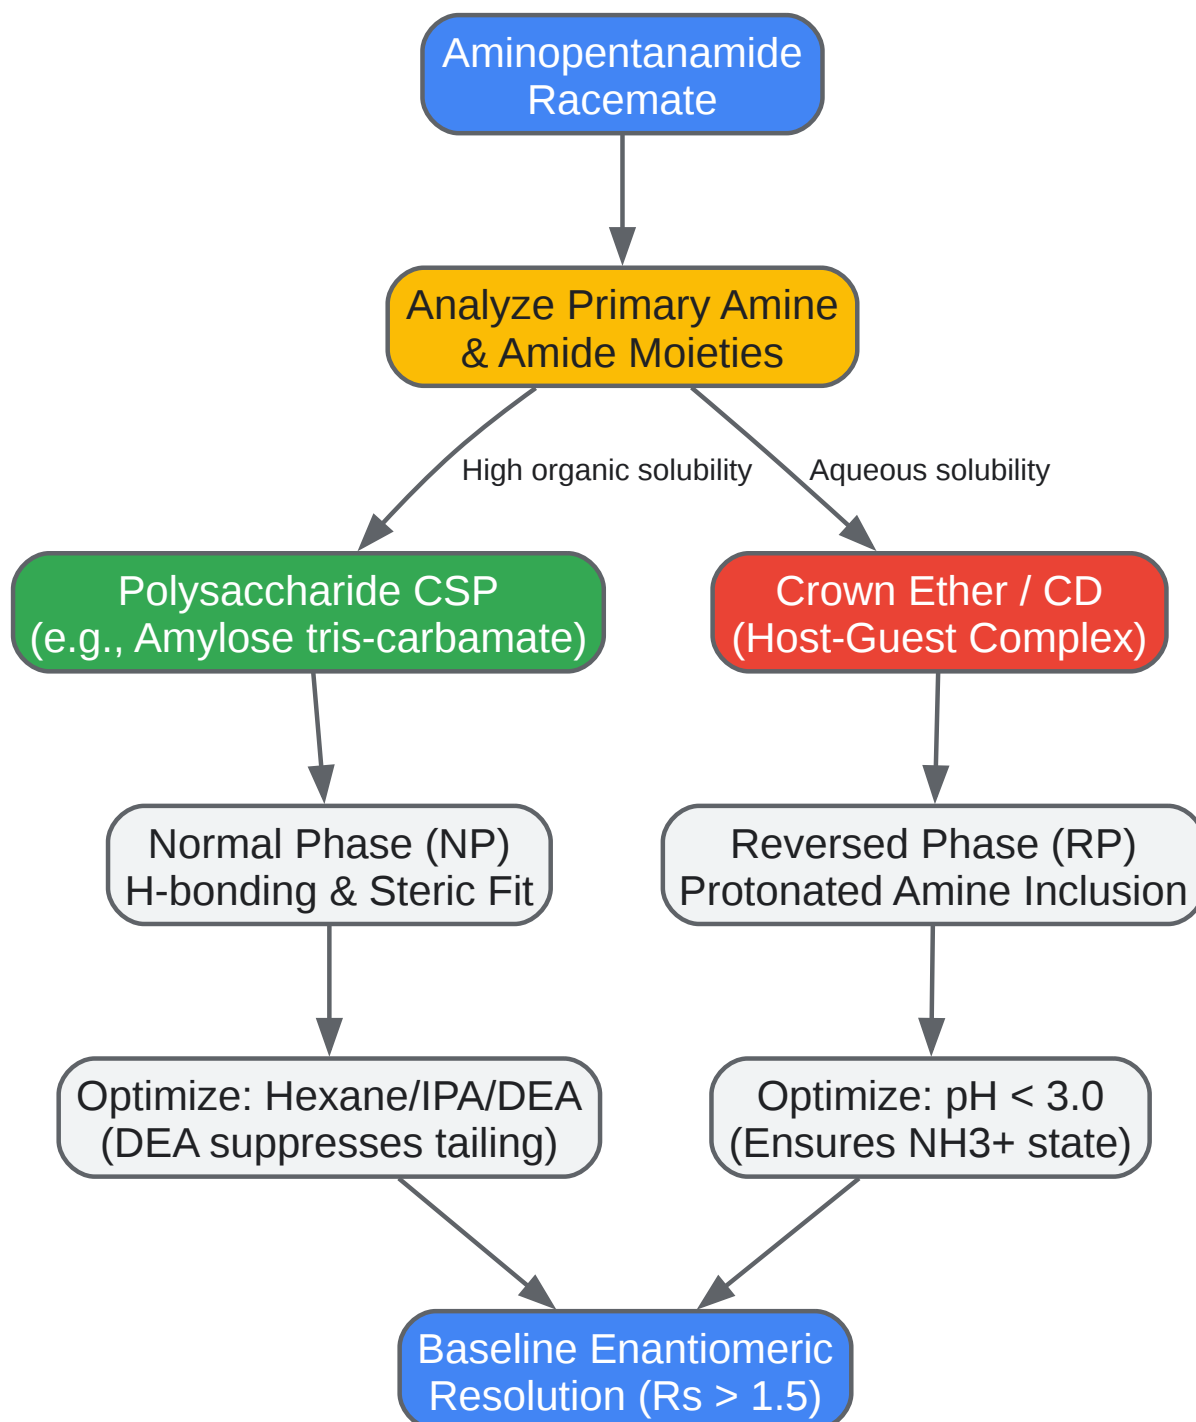 Aminopentanamide
Racemate
Analyze Primary Amine
& Amide Moieties
High organic solubility
Aqueous solubility
Polysaccharide CSP
(e.g., Amylose tris-carbamate)
Crown Ether / CD
(Host-Guest Complex)
Normal Phase (NP)
H-bonding & Steric Fit
Reversed Phase (RP)
Protonated Amine Inclusion
Optimize: Hexane/IPA/DEA
(DEA suppresses tailing)
Optimize: pH < 3.0
(Ensures NH3+ state)
Baseline Enantiomeric
Resolution (Rs > 1.5)